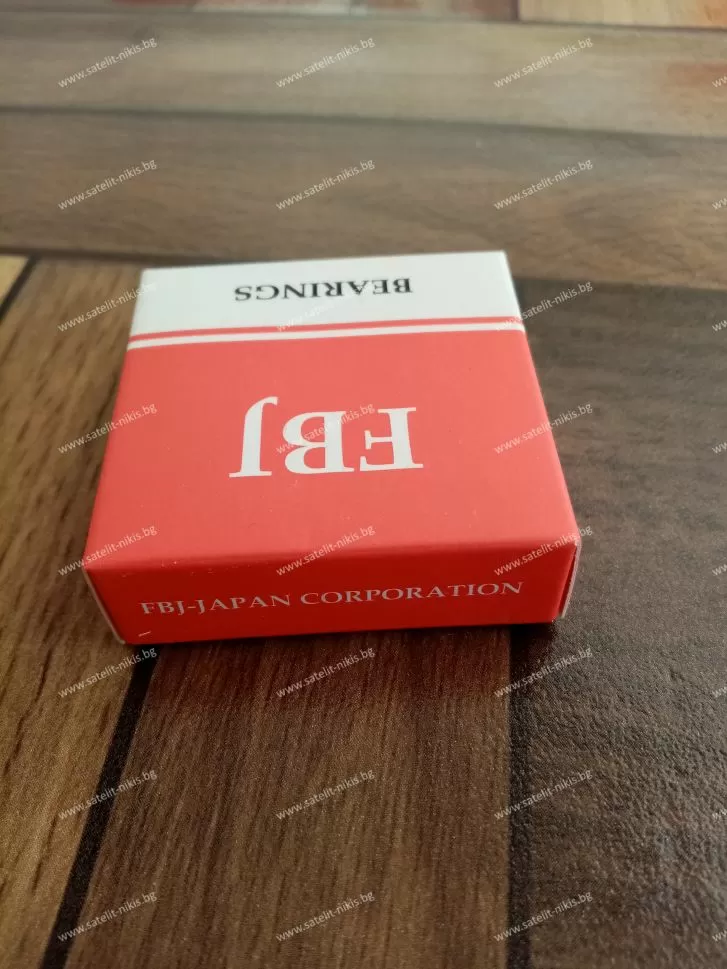 BEARINGS
FBJ
FBJ-JAPAN CORPORATION
www.satelit-nikis.bg